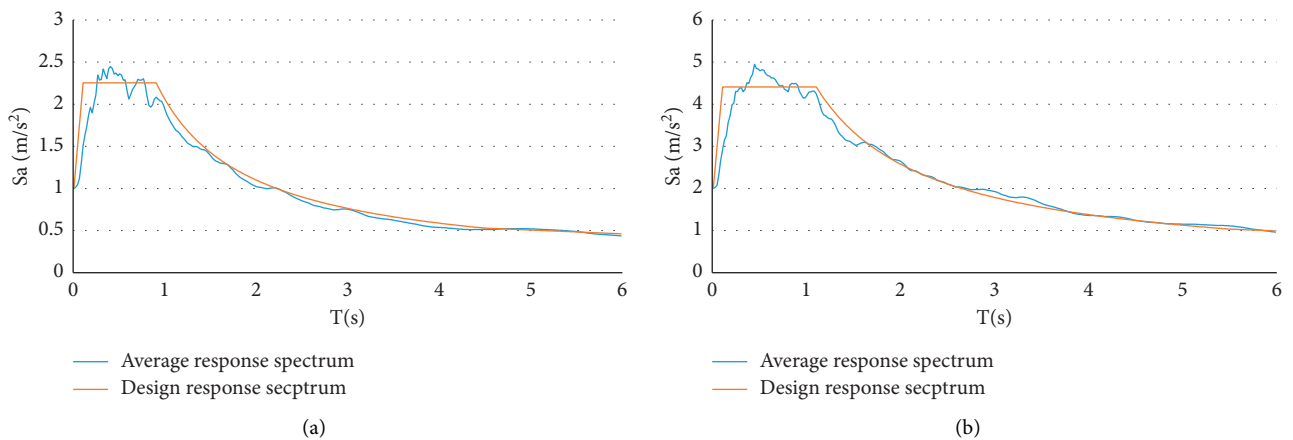 3
2.5
2
1.5
1
0.5
0
Sa (m/s2)
0 1 2 3 4 5 6
T(s)
Average response spectrum
Design response secptrum
(a)
6
5
4
3
2
1
0
Sa (m/s2)
0 1 2 3 4 5 6
T(s)
Average response spectrum
Design response secptrum
(b)